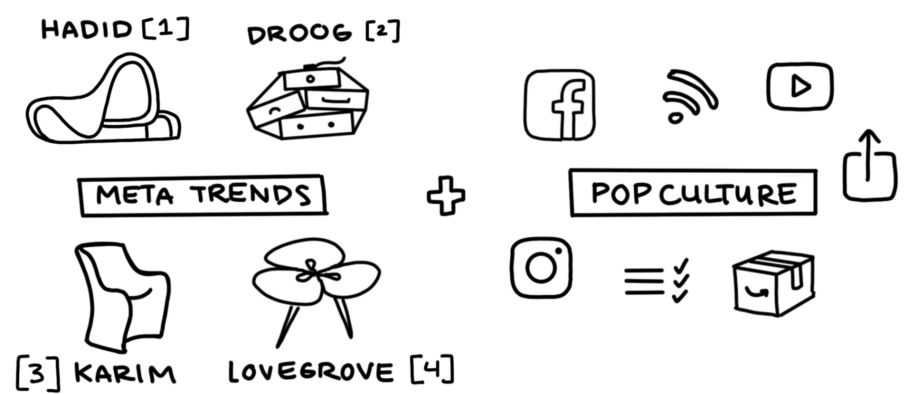 HADID [1]
DROOG [2]
META TRENDS
POP CULTURE
[3] KARIM
LOVEGROVE [4]